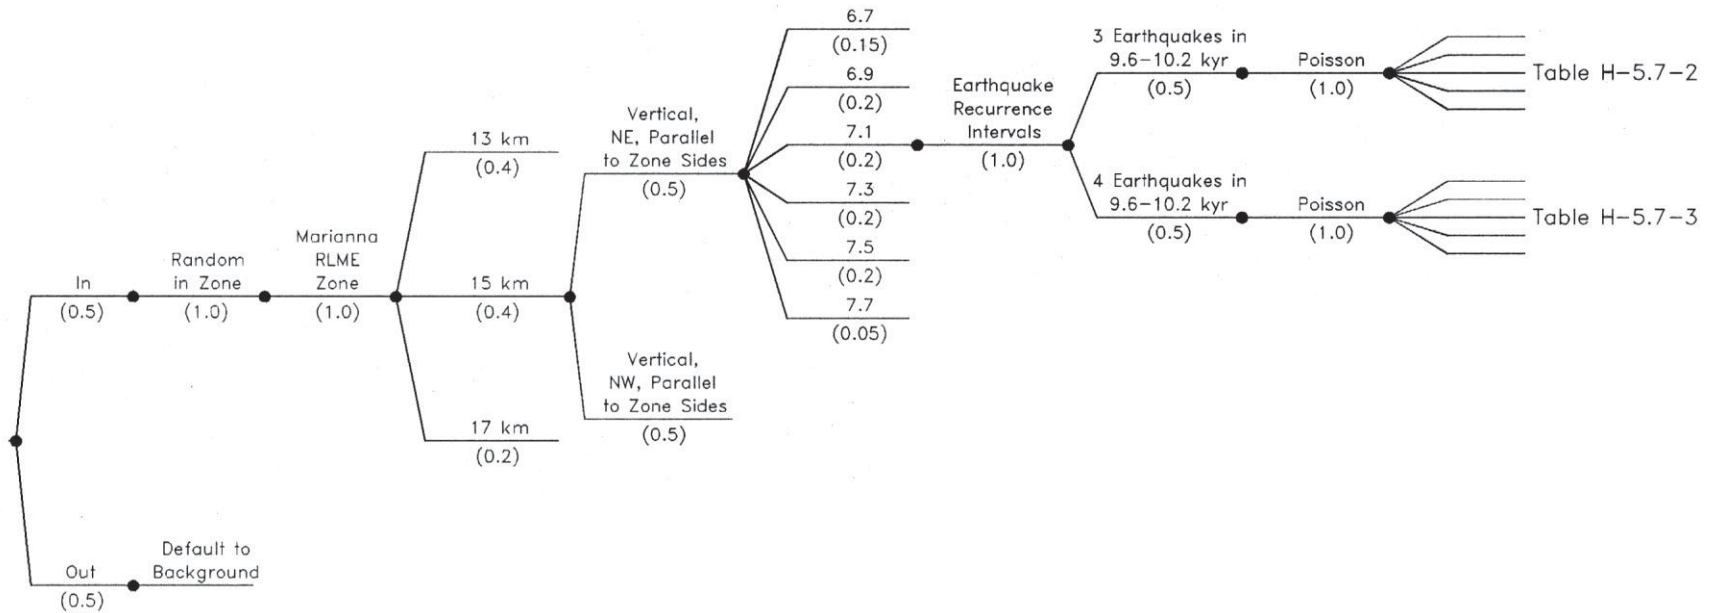 In
(0.5)
Out
(0.5)
Default to
Background
Random
in Zone
(1.0)
Marianna
RLME
Zone
(1.0)
13 km
(0.4)
15 km
(0.4)
17 km
(0.2)
Vertical,
NE, Parallel
to Zone Sides
(0.5)
Vertical,
NW, Parallel
to Zone Sides
(0.5)
6.7
(0.15)
6.9
(0.2)
7.1
(0.2)
7.3
(0.2)
7.5
(0.2)
7.7
(0.05)
Earthquake
Recurrence
Intervals
(1.0)
3 Earthquakes in
9.6-10.2 kyr
(0.5)
Poisson
(1.0)
Table H-5.7-2
4 Earthquakes in
9.6-10.2 kyr
(0.5)
Poisson
(1.0)
Table H-5.7-3